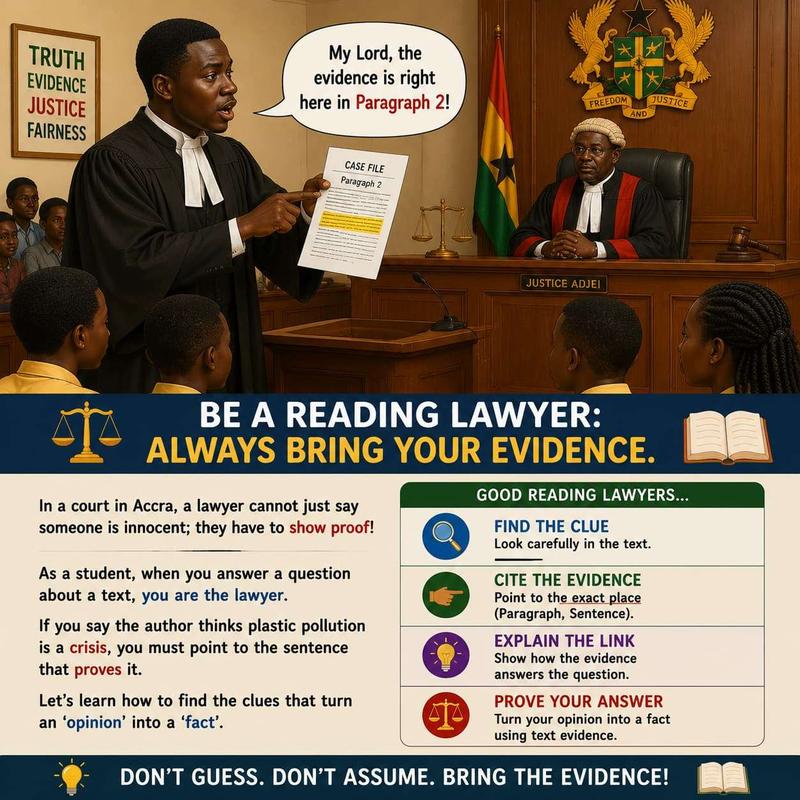 TRUTH
EVIDENCE
JUSTICE
FAIRNESS
My Lord, the
evidence is right
here in Paragraph 2!
CASE FILE
Paragraph 2
FREEDOM AND JUSTICE
JUSTICE ADJEI
BE A READING LAWYER:
ALWAYS BRING YOUR EVIDENCE.
In a court in Accra, a lawyer cannot just say
someone is innocent; they have to show proof!
As a student, when you answer a question
about a text, you are the lawyer.
If you say the author thinks plastic pollution
is a crisis, you must point to the sentence
that proves it.
Let's learn how to find the clues that turn
an ‘opinion’ into a ‘fact’.
GOOD READING LAWYERS...
FIND THE CLUE
Look carefully in the text.
CITE THE EVIDENCE
Point to the exact place
(Paragraph, Sentence).
EXPLAIN THE LINK
Show how the evidence
answers the question.
PROVE YOUR ANSWER
Turn your opinion into a fact
using text evidence.
DON'T GUESS. DON'T ASSUME. BRING THE EVIDENCE!